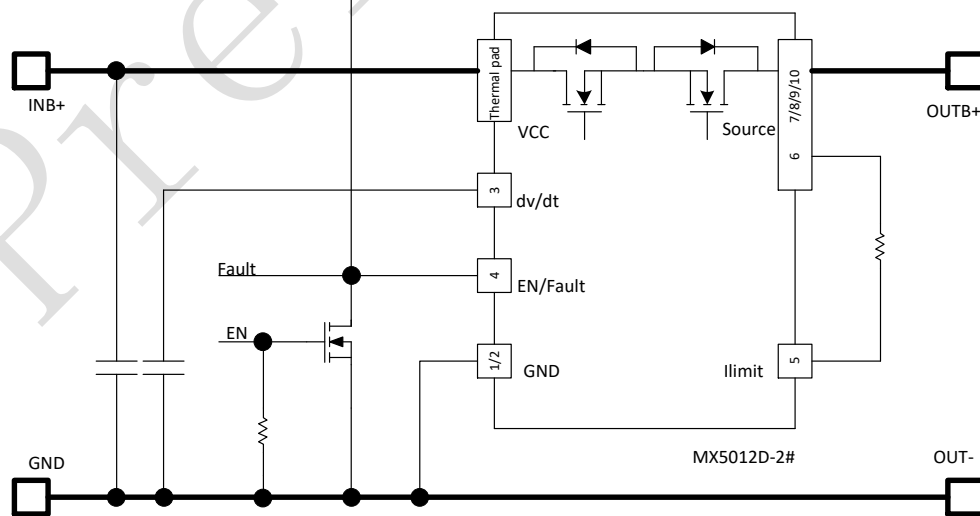 Thermal pad
7/8/9/10
INB+
OUTB+
VCC
Source
6
3
dv/dt
Fault
4
EN/Fault
EN
1/2
GND
Ilimit
5
MX5012D-2#
GND
OUT-